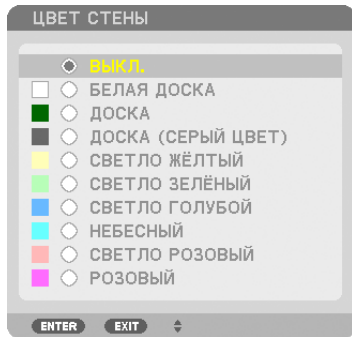 ЦВЕТ СТЕНЫ
ВЫКЛ.
БЕЛАЯ ДОСКА
ДОСКА
ДОСКА (СЕРЫЙ ЦВЕТ)
СВЕТЛО ЖЁЛТЫЙ
СВЕТЛО ЗЕЛЁНЫЙ
СВЕТЛО ГОЛУБОЙ
НЕБЕСНЫЙ
СВЕТЛО РОЗОВЫЙ
РОЗОВЫЙ
ENTER EXIT